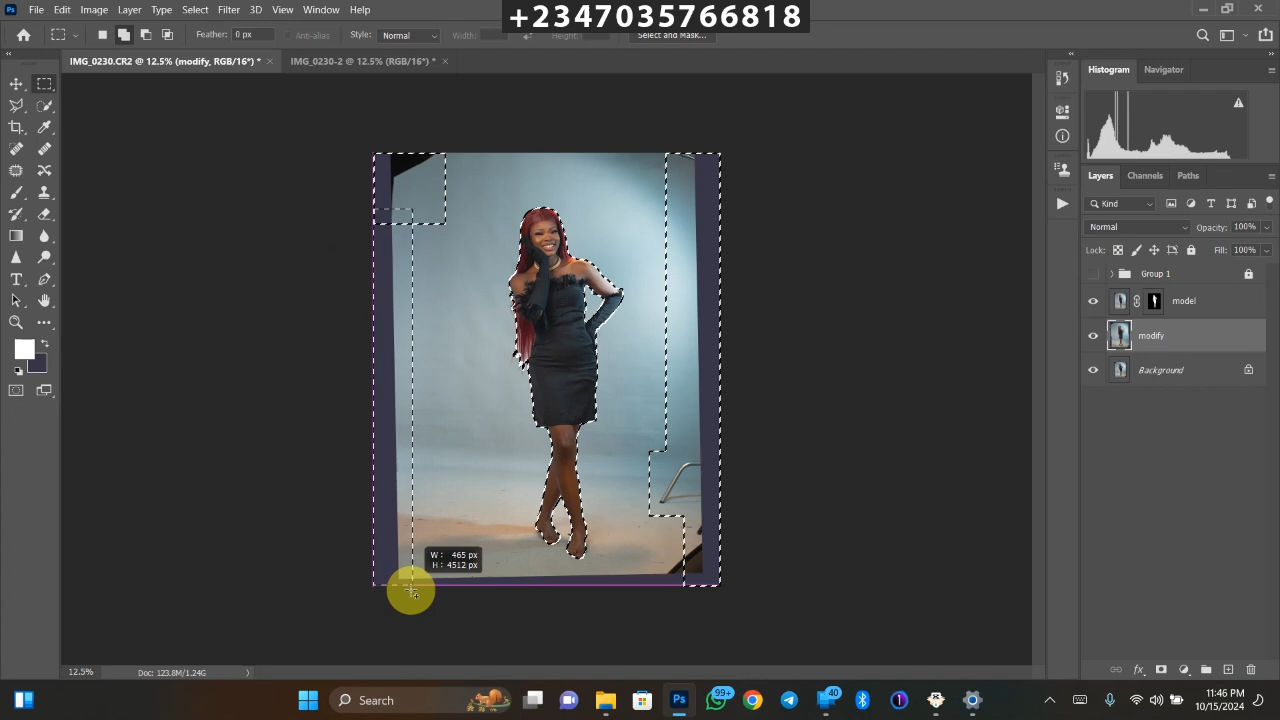 +2347035766818
Ps File Edit Image Layer Type Select Filter 3D View Window Help
Feather: 0 px Anti-alias Style: Normal Width: Height: Select and Mask...
IMG_0230.CR2 @ 12.5% (modify, RGB/16*) * × IMG_0230-2 @ 12.5% (RGB/16*) * ×
Histogram Navigator
Layers Channels Paths
Kind
Normal Opacity: 100%
Lock: Fill: 100%
Group 1
model
modify
Background
W: 465 px
H: 4512 px
12.5% Doc: 123.8M/1.24G
fx
Search Ps 99+ 40
11:46 PM
10/15/2024